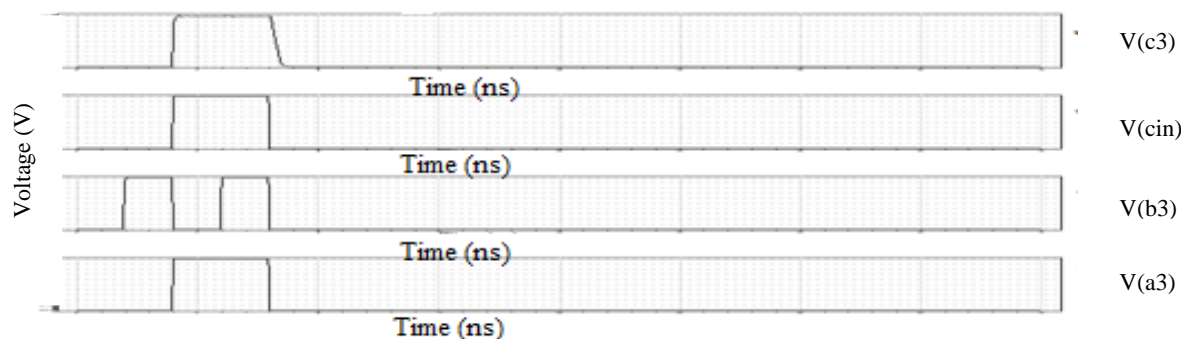 V(c3)
Time (ns)
V(cin)
Time (ns)
Voltage (V)
V(b3)
Time (ns)
V(a3)
Time (ns)